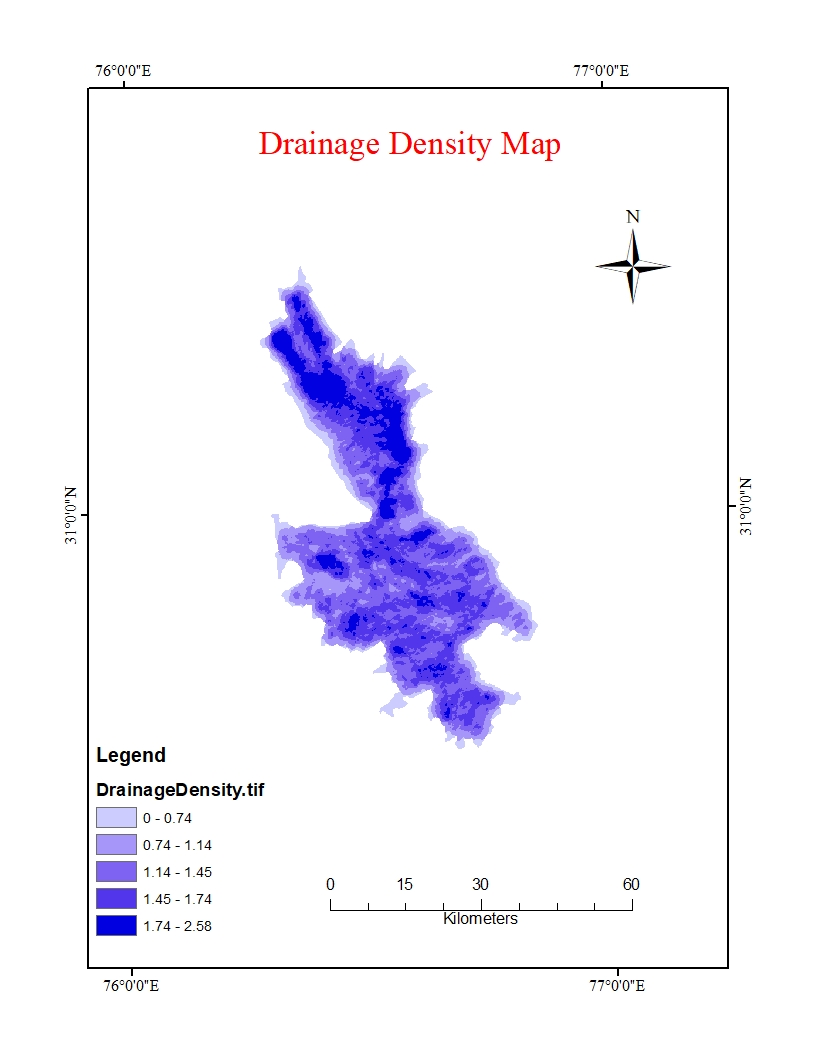 76°0'0"E 77°0'0"E
Drainage Density Map
N
31°0'0"N 31°0'0"N
Legend
DrainageDensity.tif
0 - 0.74
0.74 - 1.14
1.14 - 1.45
1.45 - 1.74
1.74 - 2.58
0 15 30 60
Kilometers
76°0'0"E 77°0'0"E